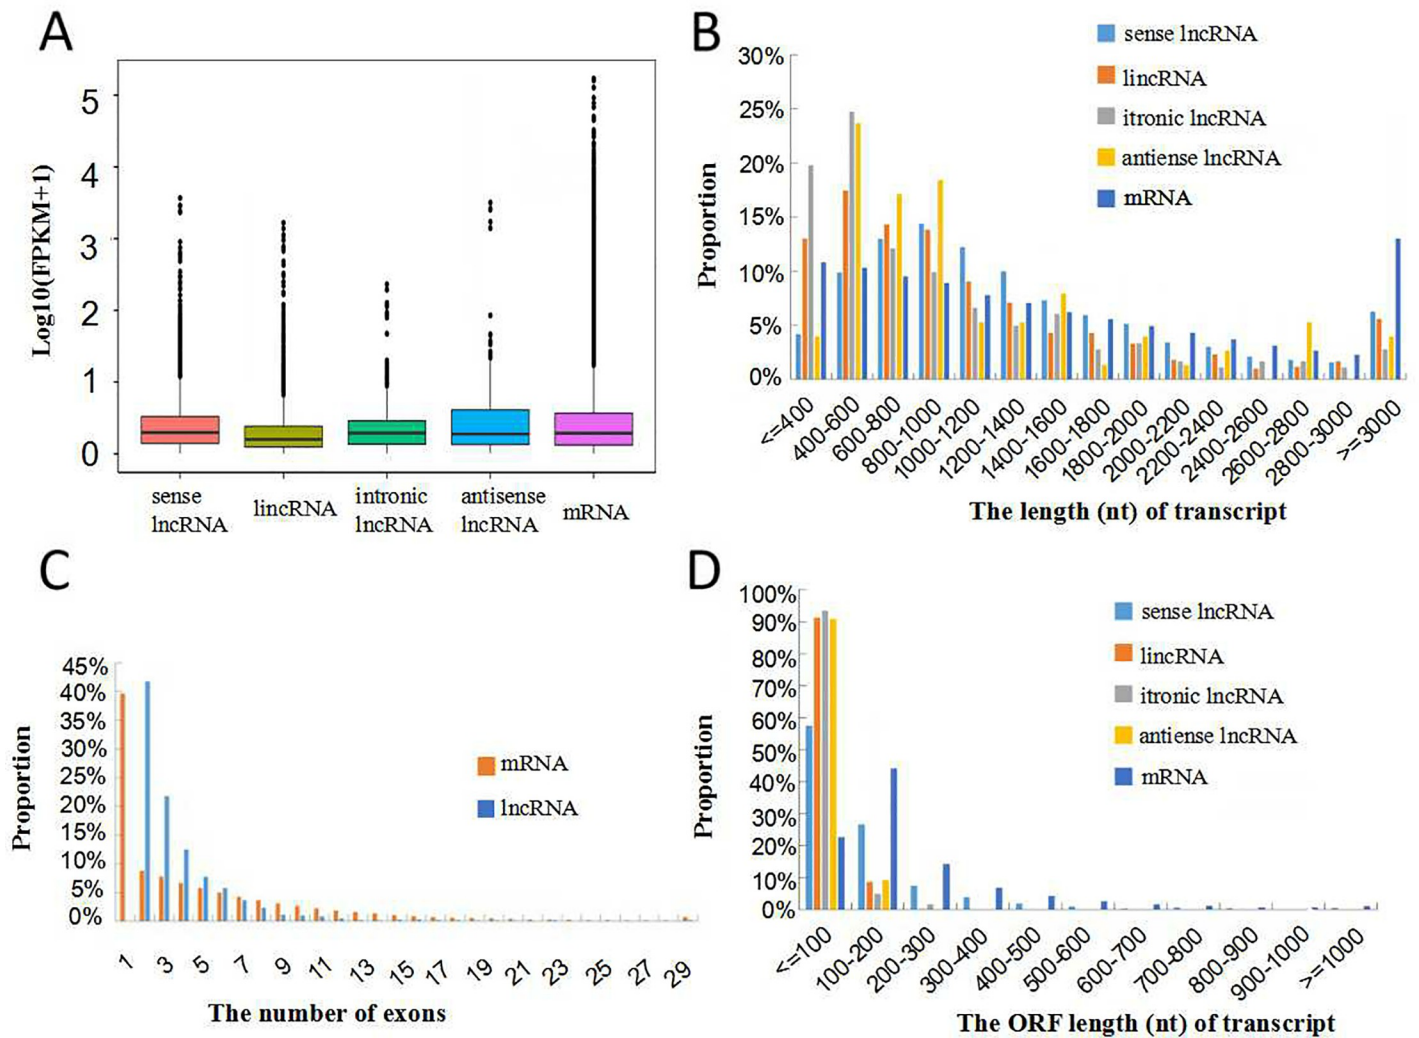 A
Log10(FPKM+1)
5
4
3
2
1
0
sense
lncRNA
lincRNA
intronic
lncRNA
antisense
lncRNA
mRNA
B
sense lncRNA
lincRNA
itronic lncRNA
antiense lncRNA
mRNA
Proportion
30%
25%
20%
15%
10%
5%
0%
<=400
400-600
600-800
800-1000
1000-1200
1200-1400
1400-1600
1600-1800
1800-2000
2000-2200
2200-2400
2400-2600
2600-2800
2800-3000
>=3000
The length (nt) of transcript
C
Proportion
45%
40%
35%
30%
25%
20%
15%
10%
5%
0%
mRNA
lncRNA
1
3
5
7
9
11
13
15
17
19
21
23
25
27
29
The number of exons
D
sense lncRNA
lincRNA
itronic lncRNA
antiense lncRNA
mRNA
Proportion
100%
90%
80%
70%
60%
50%
40%
30%
20%
10%
0%
<=100
100-200
200-300
300-400
400-500
500-600
600-700
700-800
800-900
900-1000
>=1000
The ORF length (nt) of transcript